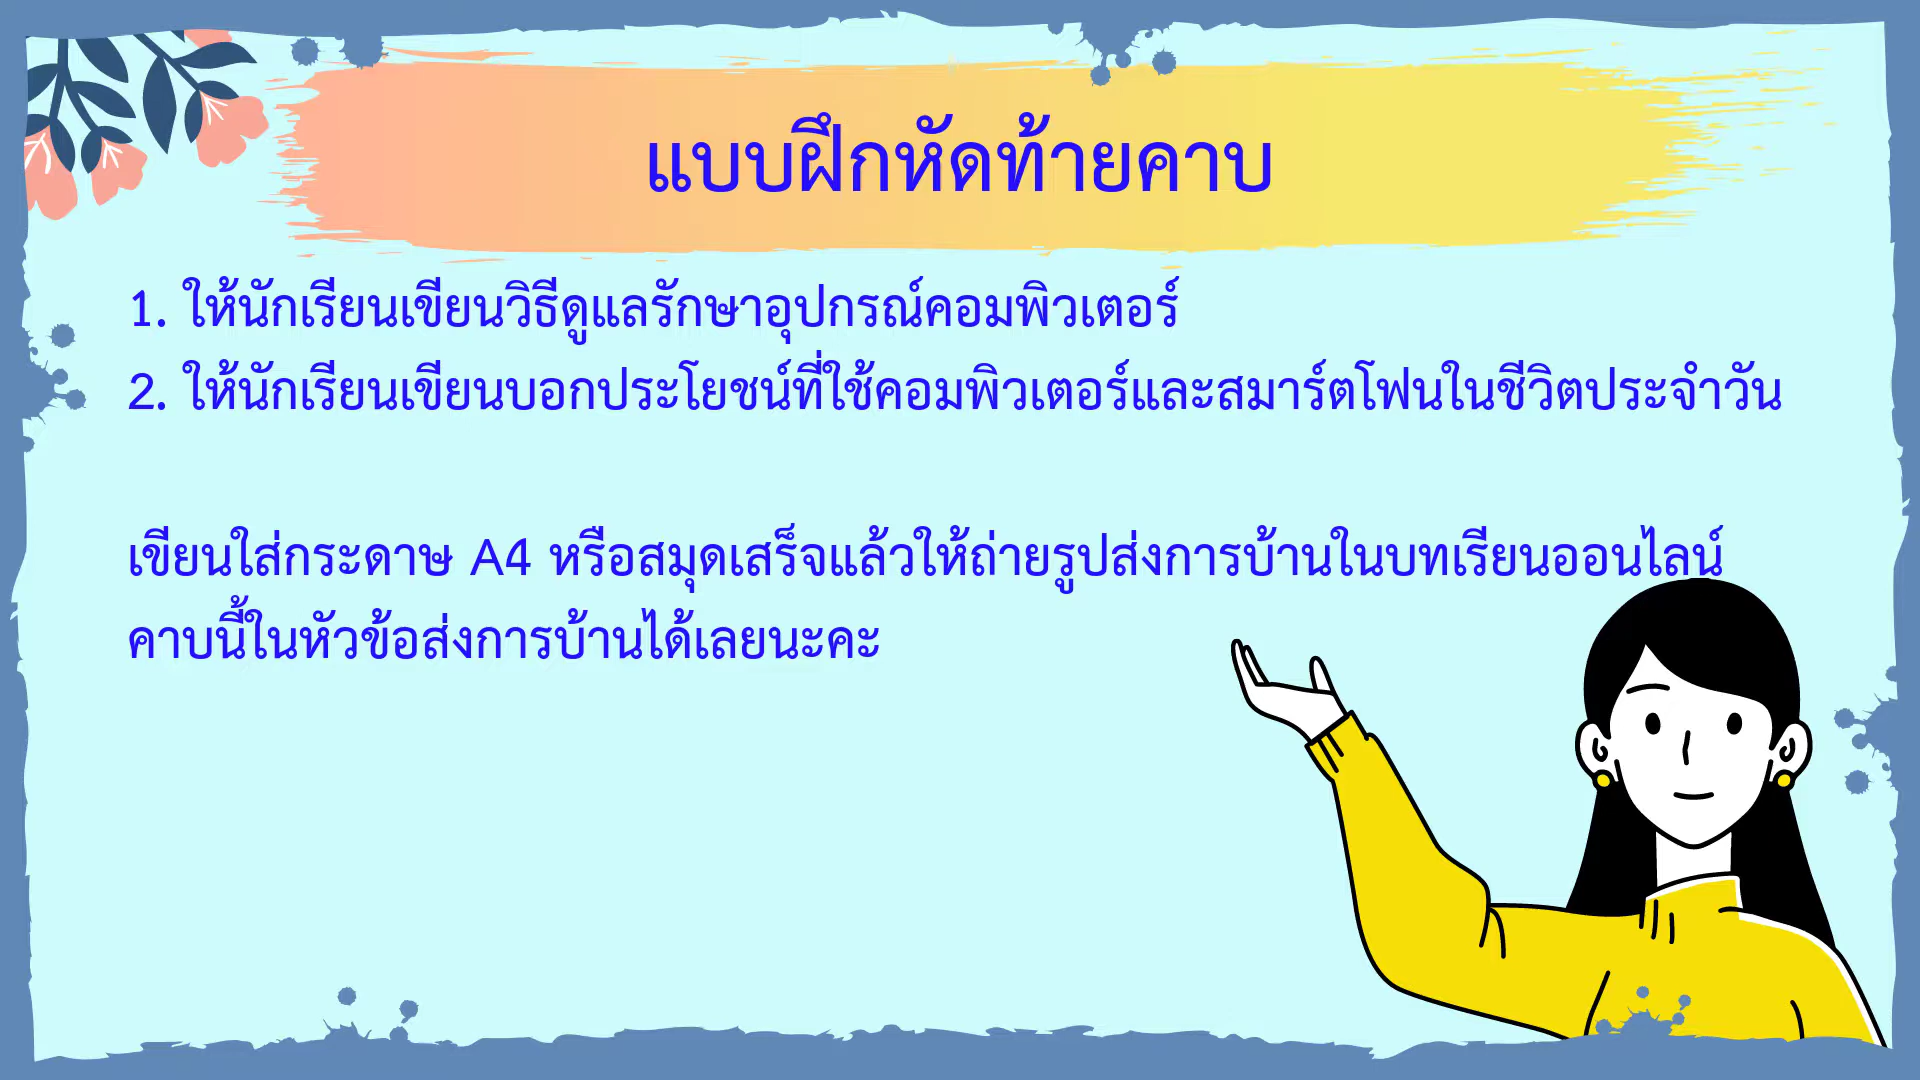 แบบฝึกหัดท้ายคาบ
1. ให้นักเรียนเขียนวิธีดูแลรักษาอุปกรณ์คอมพิวเตอร์
2. ให้นักเรียนเขียนบอกประโยชน์ที่ใช้คอมพิวเตอร์และสมาร์ตโฟนในชีวิตประจำวัน
เขียนใส่กระดาษ A4 หรือสมุดเสร็จแล้วให้ถ่ายรูปส่งการบ้านในบทเรียนออนไลน์
คาบนี้ในหัวข้อส่งการบ้านได้เลยนะคะ